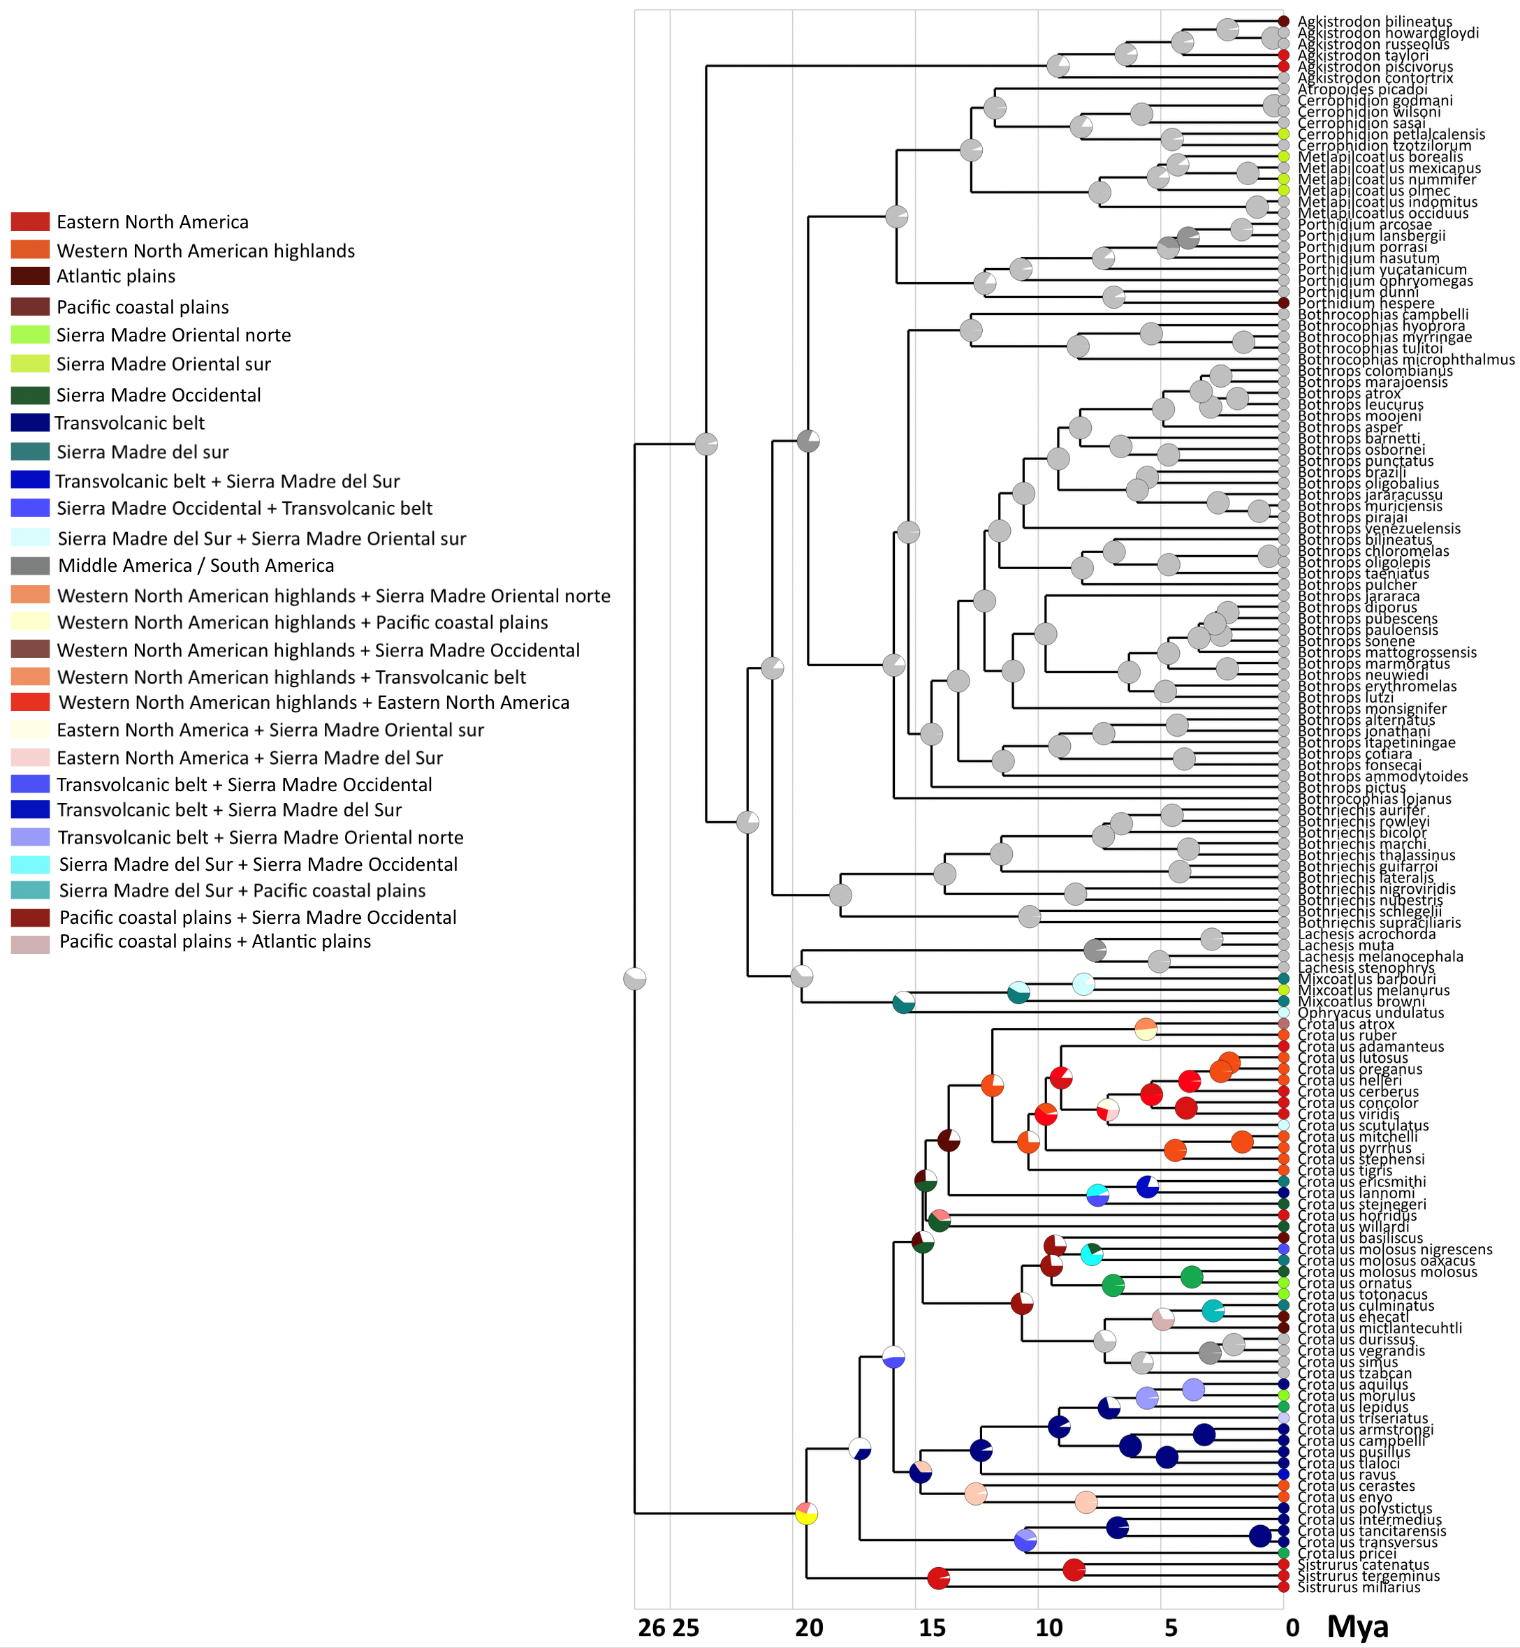 Eastern North America
Western North American highlands
Atlantic plains
Pacific coastal plains
Sierra Madre Oriental norte
Sierra Madre Oriental sur
Sierra Madre Occidental
Transvolcanic belt
Sierra Madre del sur
Transvolcanic belt + Sierra Madre del Sur
Sierra Madre Occidental + Transvolcanic belt
Sierra Madre del Sur + Sierra Madre Oriental sur
Middle America / South America
Western North American highlands + Sierra Madre Oriental norte
Western North American highlands + Pacific coastal plains
Western North American highlands + Sierra Madre Occidental
Western North American highlands + Transvolcanic belt
Western North American highlands + Eastern North America
Eastern North America + Sierra Madre Oriental sur
Eastern North America + Sierra Madre del Sur
Transvolcanic belt + Sierra Madre Occidental
Transvolcanic belt + Sierra Madre del Sur
Transvolcanic belt + Sierra Madre Oriental norte
Sierra Madre del Sur + Sierra Madre Occidental
Sierra Madre del Sur + Pacific coastal plains
Pacific coastal plains + Sierra Madre Occidental
Pacific coastal plains + Atlantic plains
Agkistrodon bilineatus
Agkistrodon howardgloydi
Agkistrodon russeolus
Agkistrodon taylori
Agkistrodon piscivorus
Agkistrodon contortrix
Atropoides picadoi
Cerrophidion godmani
Cerrophidion wilsoni
Cerrophidion sasai
Cerrophidion petlalcalensis
Cerrophidion tzotzilorum
Metlapilcoatlus borealis
Metlapilcoatlus mexicanus
Metlapilcoatlus nummifer
Metlapilcoatlus olmec
Metlapilcoatlus indomitus
Metlapilcoatlus occiduus
Porthidium arcosae
Porthidium lansbergii
Porthidium porrasi
Porthidium nasutum
Porthidium yucatanicum
Porthidium ophryomegas
Porthidium dunni
Porthidium hespere
Bothrocophias campbelli
Bothrocophias hyoprora
Bothrocophias myrringae
Bothrocophias tulitoi
Bothrocophias microphthalmus
Bothrops colombianus
Bothrops marajoensis
Bothrops atrox
Bothrops leucurus
Bothrops moojeni
Bothrops asper
Bothrops barnetti
Bothrops osbornei
Bothrops punctatus
Bothrops brazili
Bothrops oligobalius
Bothrops jararacussu
Bothrops muriciensis
Bothrops pirajai
Bothrops venezuelensis
Bothrops bilineatus
Bothrops chloromelas
Bothrops oligolepis
Bothrops taeniatus
Bothrops pulcher
Bothrops jararaca
Bothrops diporus
Bothrops pubescens
Bothrops pauloensis
Bothrops sonene
Bothrops mattogrossensis
Bothrops marmoratus
Bothrops neuwiedi
Bothrops erythromelas
Bothrops lutzi
Bothrops monsignifer
Bothrops alternatus
Bothrops jonathani
Bothrops itapetiningae
Bothrops cotiara
Bothrops fonsecai
Bothrops ammodytoides
Bothrops pictus
Bothrocophias lojanus
Bothriechis aurifer
Bothriechis rowleyi
Bothriechis bicolor
Bothriechis marchi
Bothriechis thalassinus
Bothriechis guifarroi
Bothriechis lateralis
Bothriechis nigroviridis
Bothriechis nubestris
Bothriechis schlegelii
Bothriechis supraciliaris
Lachesis acrochorda
Lachesis muta
Lachesis melanocephala
Lachesis stenophrys
Mixcoatlus barbouri
Mixcoatlus melanurus
Mixcoatlus browni
Ophryacus undulatus
Crotalus atrox
Crotalus ruber
Crotalus adamanteus
Crotalus lutosus
Crotalus oreganus
Crotalus helleri
Crotalus cerberus
Crotalus concolor
Crotalus viridis
Crotalus scutulatus
Crotalus mitchelli
Crotalus pyrrhus
Crotalus stephensi
Crotalus tigris
Crotalus ericsmithi
Crotalus lannomi
Crotalus stejnegeri
Crotalus horridus
Crotalus willardi
Crotalus basiliscus
Crotalus molosus nigrescens
Crotalus molosus oaxacus
Crotalus molosus molosus
Crotalus ornatus
Crotalus totonacus
Crotalus culminatus
Crotalus ehecatl
Crotalus mictlantecuhtli
Crotalus durissus
Crotalus vegrandis
Crotalus simus
Crotalus tzabcan
Crotalus aquilus
Crotalus morulus
Crotalus lepidus
Crotalus triseriatus
Crotalus armstrongi
Crotalus campbelli
Crotalus pusillus
Crotalus tlaloci
Crotalus ravus
Crotalus cerastes
Crotalus enyo
Crotalus polystictus
Crotalus intermedius
Crotalus tancitarensis
Crotalus transversus
Crotalus pricei
Sistrurus catenatus
Sistrurus tergeminus
Sistrurus miliarius
26 25 20 15 10 5 0 Mya